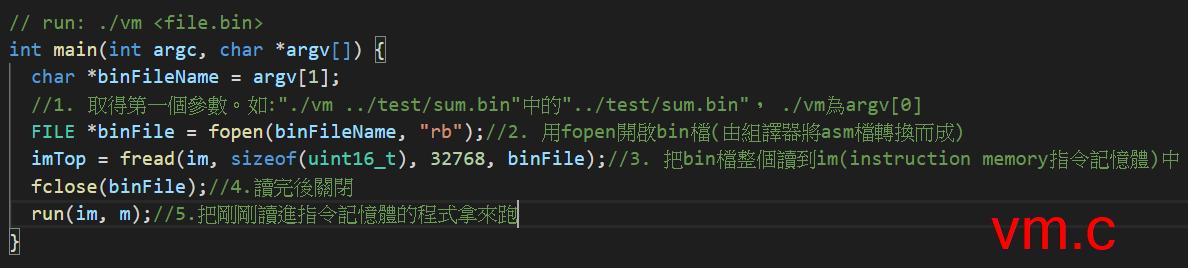 // run: ./vm <file.bin>
int main(int argc, char *argv[]) {
char *binFileName = argv[1];
//1. 取得第一個參數。如:"./vm ../test/sum.bin"中的"../test/sum.bin"， ./vm為argv[0]
FILE *binFile = fopen(binFileName, "rb");//2. 用fopen開啟bin檔(由組譯器將asm檔轉換而成)
imTop = fread(im, sizeof(uint16_t), 32768, binFile);//3. 把bin檔整個讀到im(instruction memory指令記憶體)中
fclose(binFile);//4.讀完後關閉
run(im, m);//5.把剛剛讀進指令記憶體的程式拿來跑
}
vm.c